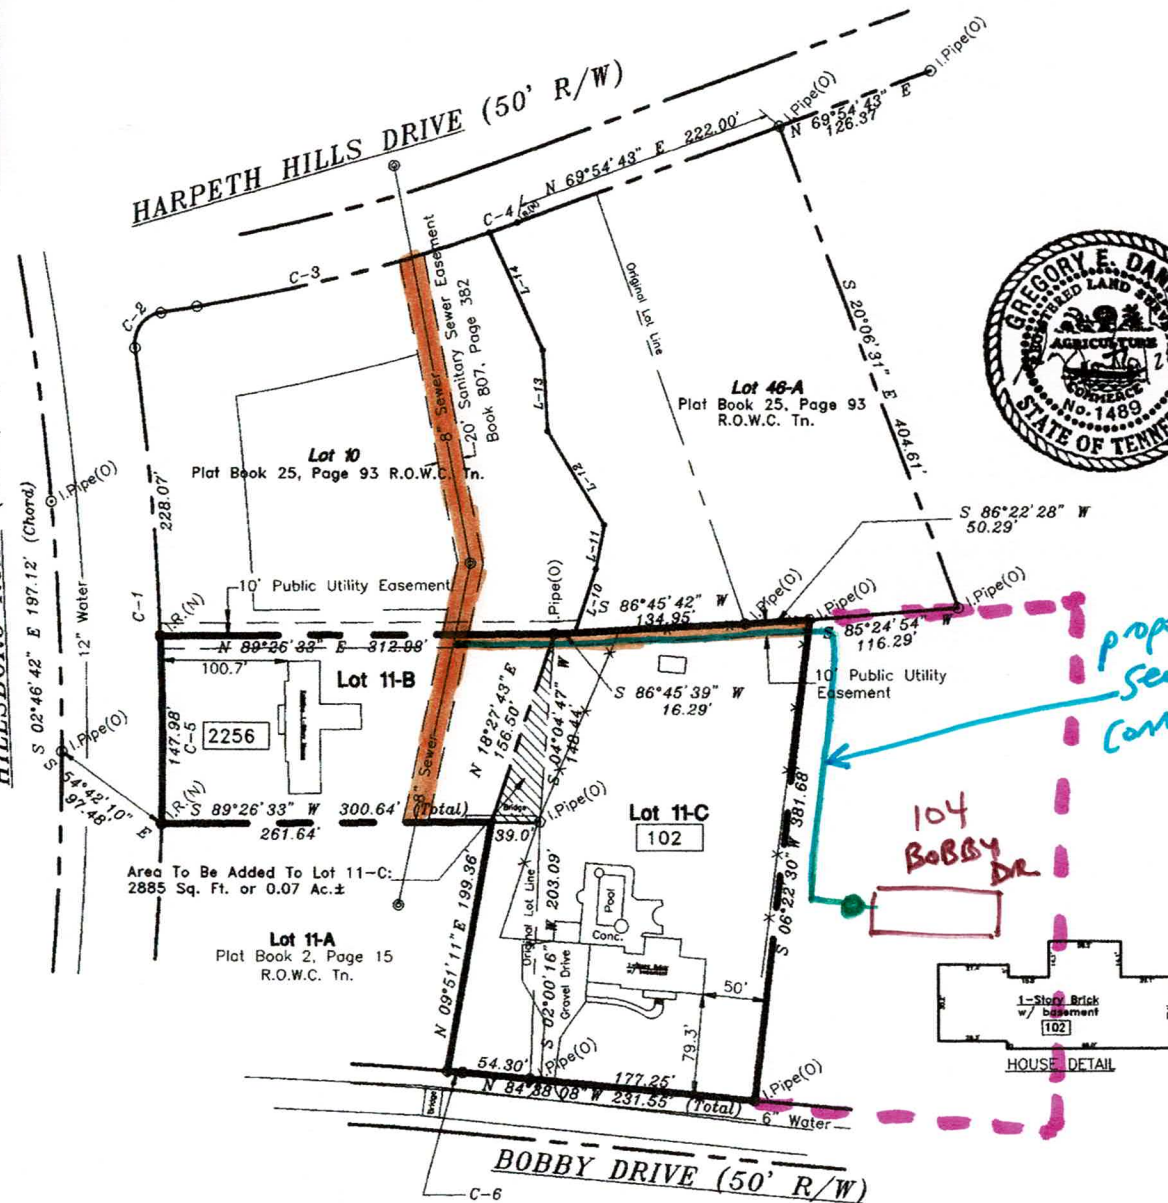 HARPETH HILLS DRIVE (50' R/W)
I.Pipe(O)
I.Pipe(O)
N 69°54'43" E
126.37'
N 69°54'43" E 222.00'
C-4
C-3
C-2
L-14
L-13
L-12
L-11
L-10
8" Sewer
20' Sanitary Sewer Easement
Book 807, Page 382
Original Lot Line
S 20°06'31" E 404.61'
Lot 46-A
Plat Book 25, Page 93
R.O.W.C. Tn.
GREGORY E.
REGISTERED LAND
AGRICULTURE
COMMERCE
No. 1489
STATE OF
Lot 10
Plat Book 25, Page 93 R.O.W.C. Tn.
I.Pipe(O)
228.07'
S 02°46'42" E 197.12' (Chord)
12" Water
C-1
10' Public Utility Easement
I.R.(N)
I.Pipe(O)
S 86°45'42" W
134.95'
I.Pipe(O)
S 86°22'28" W
50.29'
I.Pipe(O)
I.Pipe(O)
S 85°24'54" W
116.29'
N 89°26'33" E 312.98'
100.7'
Lot 11-B
2256
147.98'
C-5
I.Pipe(O)
S 54°42'10" E
97.48'
I.R.(N)
N 18°27'43" E
156.50'
S 04°04'47" W
149.44
S 86°45'39" W
16.29'
10' Public Utility
Easement
8" Sewer
S 89°26'33" W 300.64' (Total)
261.64'
Bridge
39.0'
I.Pipe(O)
Area To Be Added To Lot 11-C:
2885 Sq. Ft. or 0.07 Ac.±
Lot 11-C
102
S 06°22'30" W 381.68'
104
BOBBY
DR
Lot 11-A
Plat Book 2, Page 15
R.O.W.C. Tn.
N 09°51'11" E 199.36'
Original Lot Line
S 02°00'16" W 203.09'
Gravel Drive
Pool
Conc.
50'
79.3'
1-Story Brick
w/ basement
102
HOUSE DETAIL
54.30'
I.Pipe(O)
177.25'
N 84°38'08" W 231.55' (Total)
I.Pipe(O)
6" Water
Bridge
C-6
BOBBY DRIVE (50' R/W)